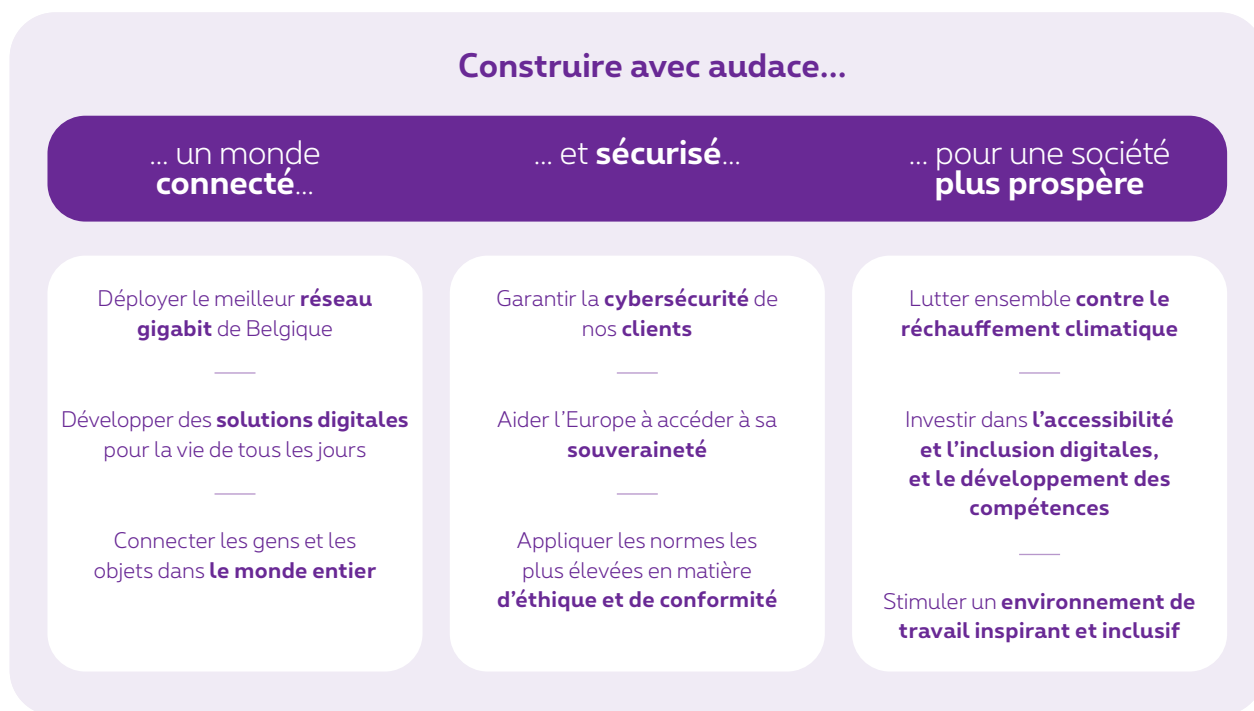 Construire avec audace...
... un monde
connecté...
... et sécurisé...
... pour une société
plus prospère
Déployer le meilleur réseau
gigabit de Belgique
Développer des solutions digitales
pour la vie de tous les jours
Connecter les gens et les
objets dans le monde entier
Garantir la cybersécurité de
nos clients
Aider l’Europe à accéder à sa
souveraineté
Appliquer les normes les
plus élevées en matière
d’éthique et de conformité
Lutter ensemble contre le
réchauffement climatique
Investir dans l’accessibilité
et l’inclusion digitales,
et le développement des
compétences
Stimuler un environnement de
travail inspirant et inclusif